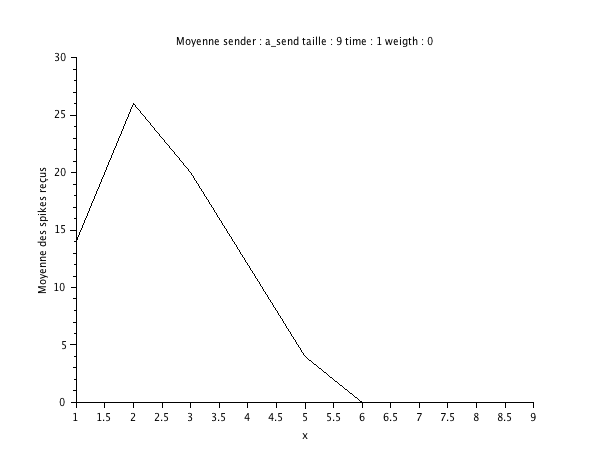 Moyenne sender : a_send taille : 9 time : 1 weigth : 0
Moyenne des spikes reçus
30
25
20
15
10
5
0
1 1.5 2 2.5 3 3.5 4 4.5 5 5.5 6 6.5 7 7.5 8 8.5 9
x